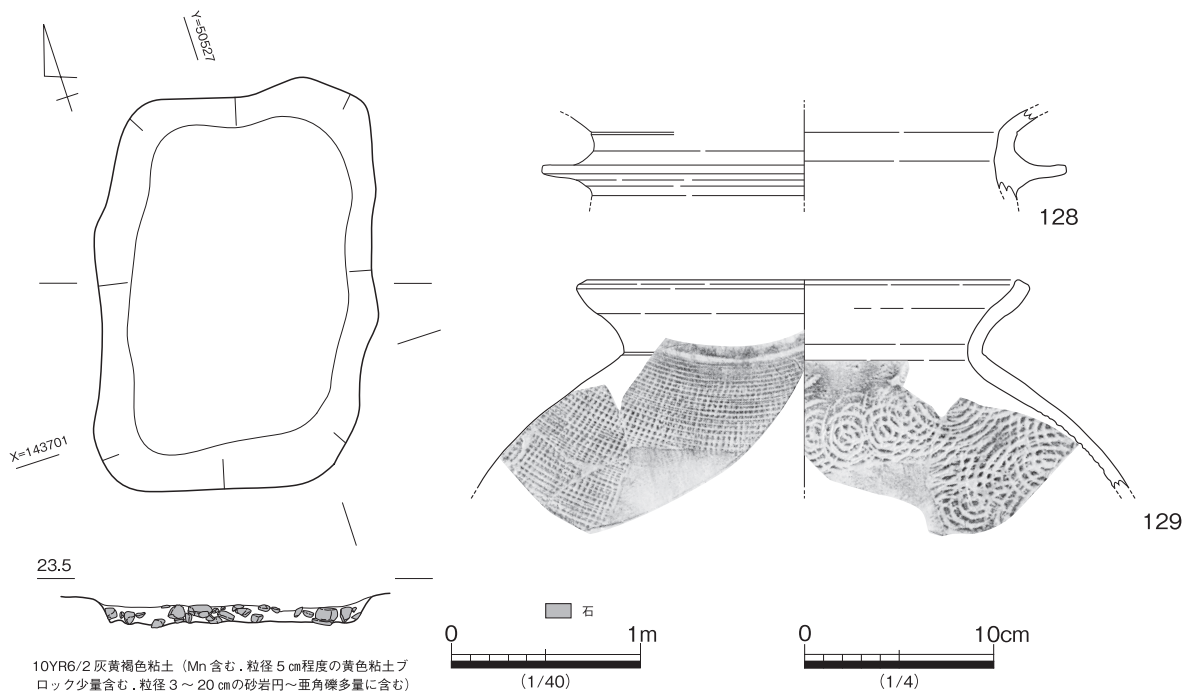 Y=50527
128
X=143701
129
23.5
石
0 1m
(1/40)
0 10cm
(1/4)
10YR6/2 灰黄褐色粘土（Mn 含む．粒径 5 ㎝程度の黄色粘土ブ
ロック少量含む．粒径 3 ～ 20 ㎝の砂岩円～亜角礫多量に含む）